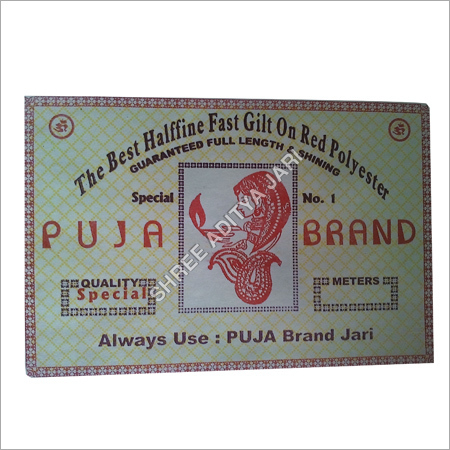 The Best Halffine Fast Gilt On Red Polyester
GUARANTEED FULL LENGTH & SHINING
Special No. 1
PUJA BRAND
QUALITY METERS
Special
Always Use : PUJA Brand Jari
SHREE ADITYA JARI